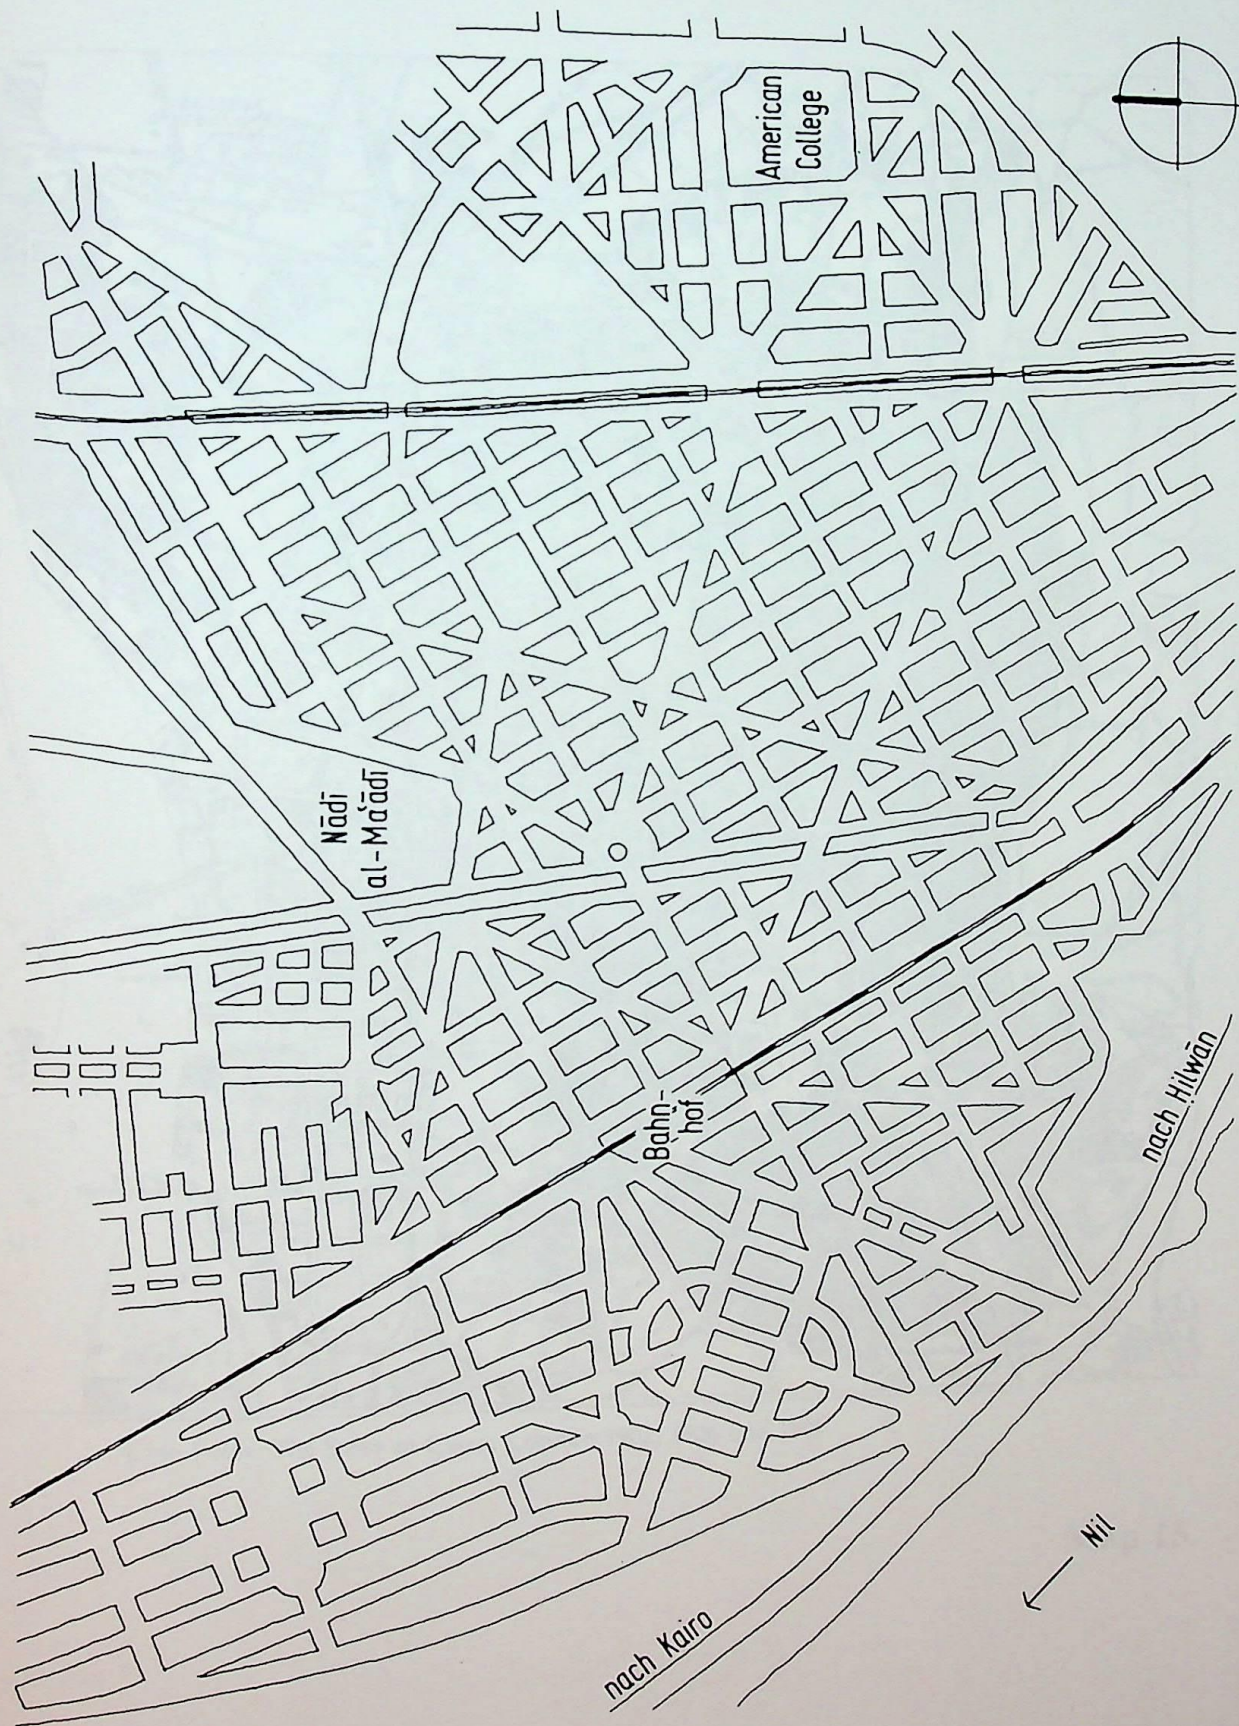 American
College
Nādī
al-Ma'ādī
Bahn-
hof
nach Ḥilwān
nach Kairo
Nil